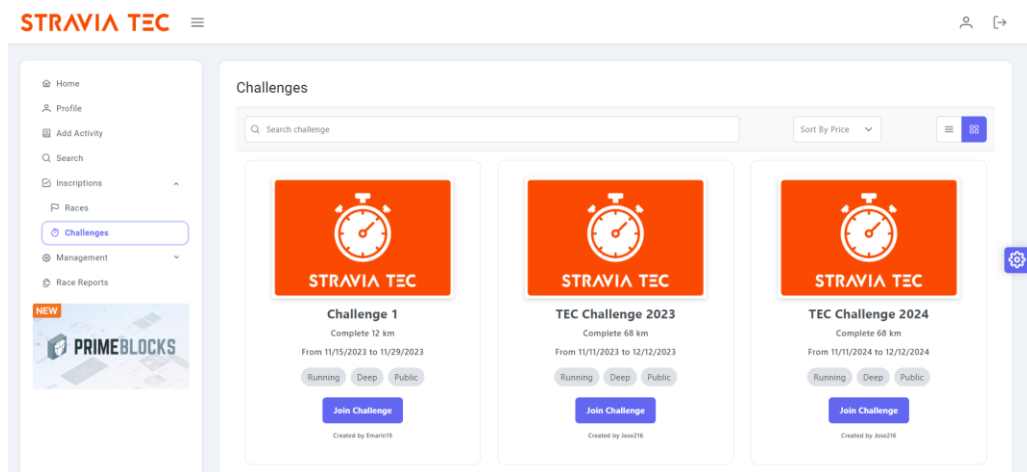 STRAVIA TEC
Home
Profile
Add Activity
Search
Inscriptions
Races
Challenges
Management
Race Reports
NEW
PRIMEBLOCKS
Challenges
Search challenge
Sort By Price
STRAVIA TEC
Challenge 1
Complete 12 km
From 11/15/2023 to 11/29/2023
Running Deep Public
Join Challenge
Created by Emarin19
STRAVIA TEC
TEC Challenge 2023
Complete 68 km
From 11/11/2023 to 12/12/2023
Running Deep Public
Join Challenge
Created by Jose216
STRAVIA TEC
TEC Challenge 2024
Complete 68 km
From 11/11/2024 to 12/12/2024
Running Deep Public
Join Challenge
Created by Jose216